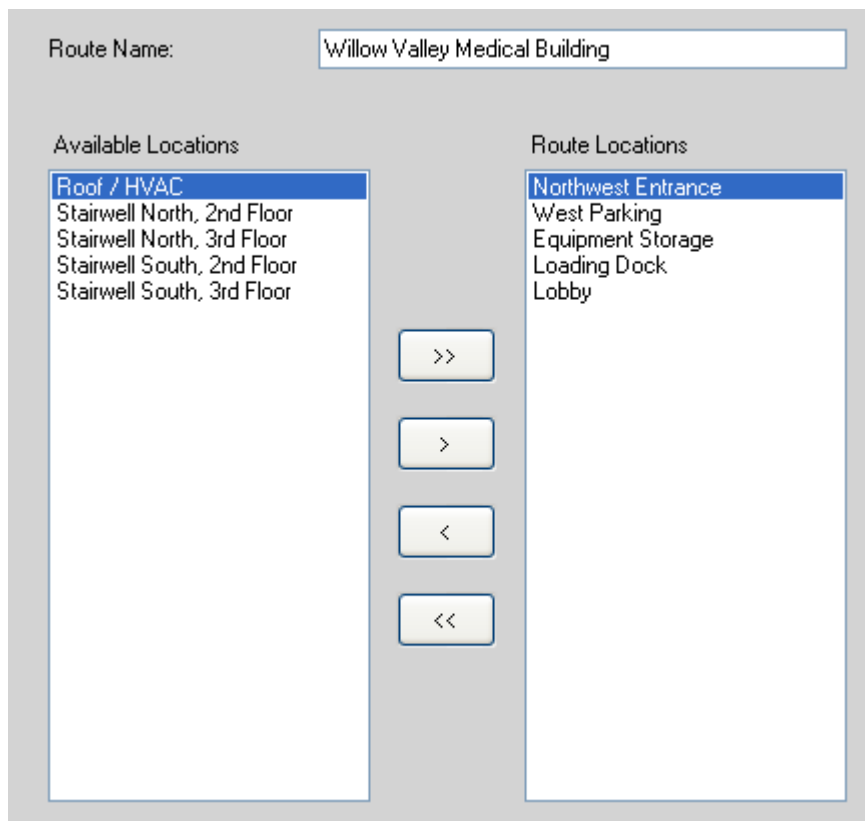 Route Name: Willow Valley Medical Building
Available Locations
Roof / HVAC
Stairwell North, 2nd Floor
Stairwell North, 3rd Floor
Stairwell South, 2nd Floor
Stairwell South, 3rd Floor
>>
>
<
<<
Route Locations
Northwest Entrance
West Parking
Equipment Storage
Loading Dock
Lobby